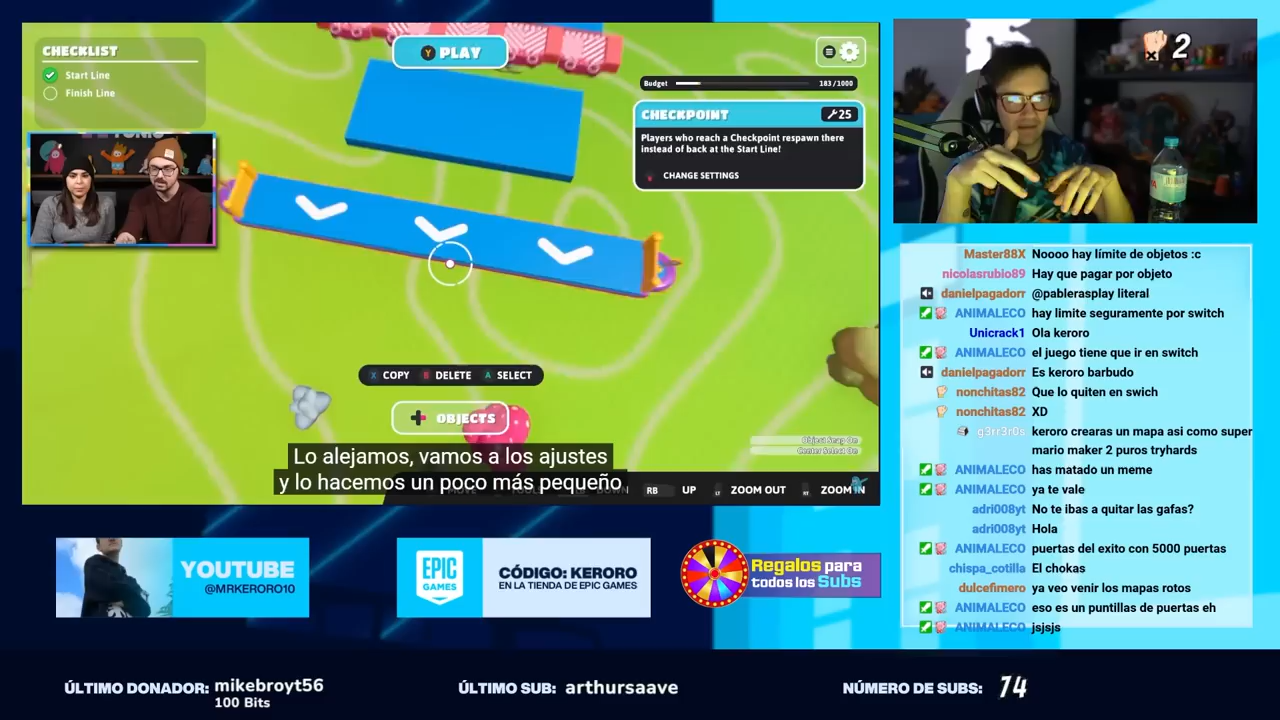 CHECKLIST
Start Line
Finish Line
Y PLAY
Budget 183/1000
CHECKPOINT 25
Players who reach a Checkpoint respawn there
instead of back at the Start Line!
CHANGE SETTINGS
X COPY B DELETE A SELECT
OBJECTS
Object Snap On
Center Select On
Lo alejamos, vamos a los ajustes
y lo hacemos un poco más pequeño
RB UP LT ZOOM OUT RT ZOOM IN
2
Master88X Noooo hay límite de objetos :c
nicolasrubio89 Hay que pagar por objeto
danielpagadorr @pablerasplay literal
ANIMALECO hay limite seguramente por switch
Unicrack1 Ola keroro
ANIMALECO el juego tiene que ir en switch
danielpagadorr Es keroro barbudo
nonchitas82 Que lo quiten en swich
nonchitas82 XD
g3rr3r0s keroro crearas un mapa asi como super
mario maker 2 puros tryhards
ANIMALECO has matado un meme
ANIMALECO ya te vale
adri008yt No te ibas a quitar las gafas?
adri008yt Hola
ANIMALECO puertas del exito con 5000 puertas
chispa_cotilla El chokas
dulcefimero ya veo venir los mapas rotos
ANIMALECO eso es un puntillas de puertas eh
ANIMALECO jsjsjs
YOUTUBE
@MRKERORO10
EPIC
GAMES
CÓDIGO: KERORO
EN LA TIENDA DE EPIC GAMES
Regalos para
todos los Subs
ÚLTIMO DONADOR: mikebroyt56
100 Bits
ÚLTIMO SUB: arthursaave
NÚMERO DE SUBS: 74